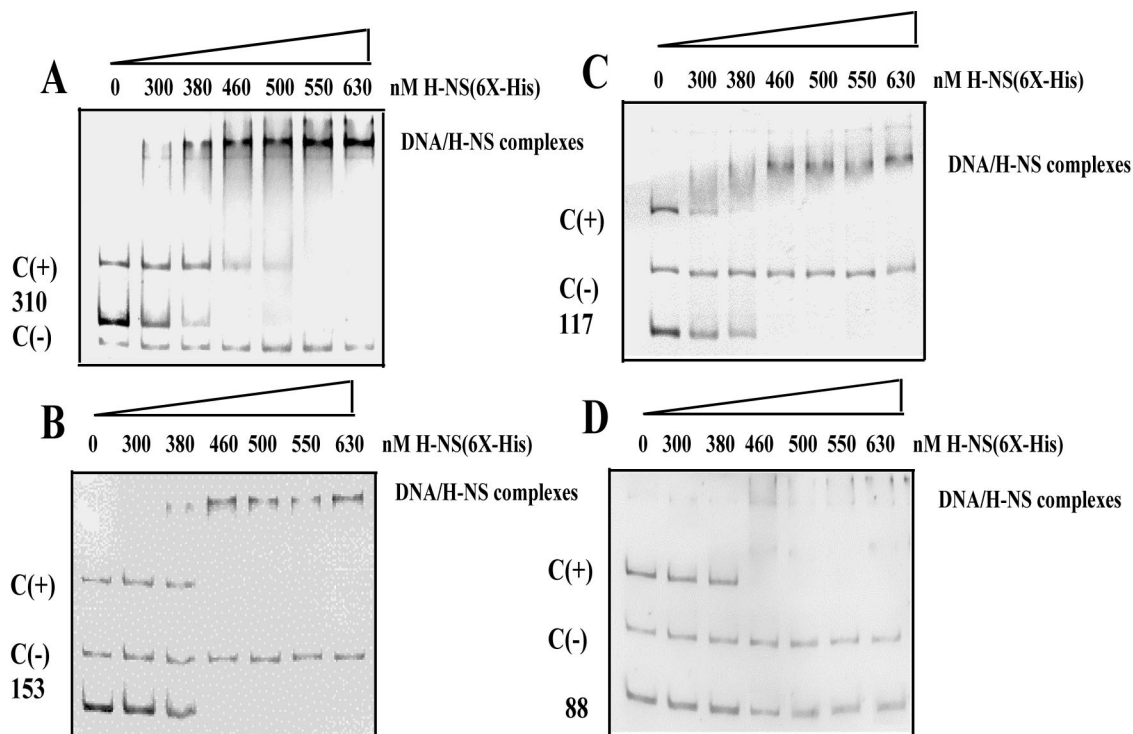 A
0 300 380 460 500 550 630 nM H-NS(6X-His)
DNA/H-NS complexes
C(+)
310
C(-)
B
0 300 380 460 500 550 630 nM H-NS(6X-His)
DNA/H-NS complexes
C(+)
C(-)
153
C
0 300 380 460 500 550 630 nM H-NS(6X-His)
DNA/H-NS complexes
C(+)
C(-)
117
D
0 300 380 460 500 550 630 nM H-NS(6X-His)
DNA/H-NS complexes
C(+)
C(-)
88